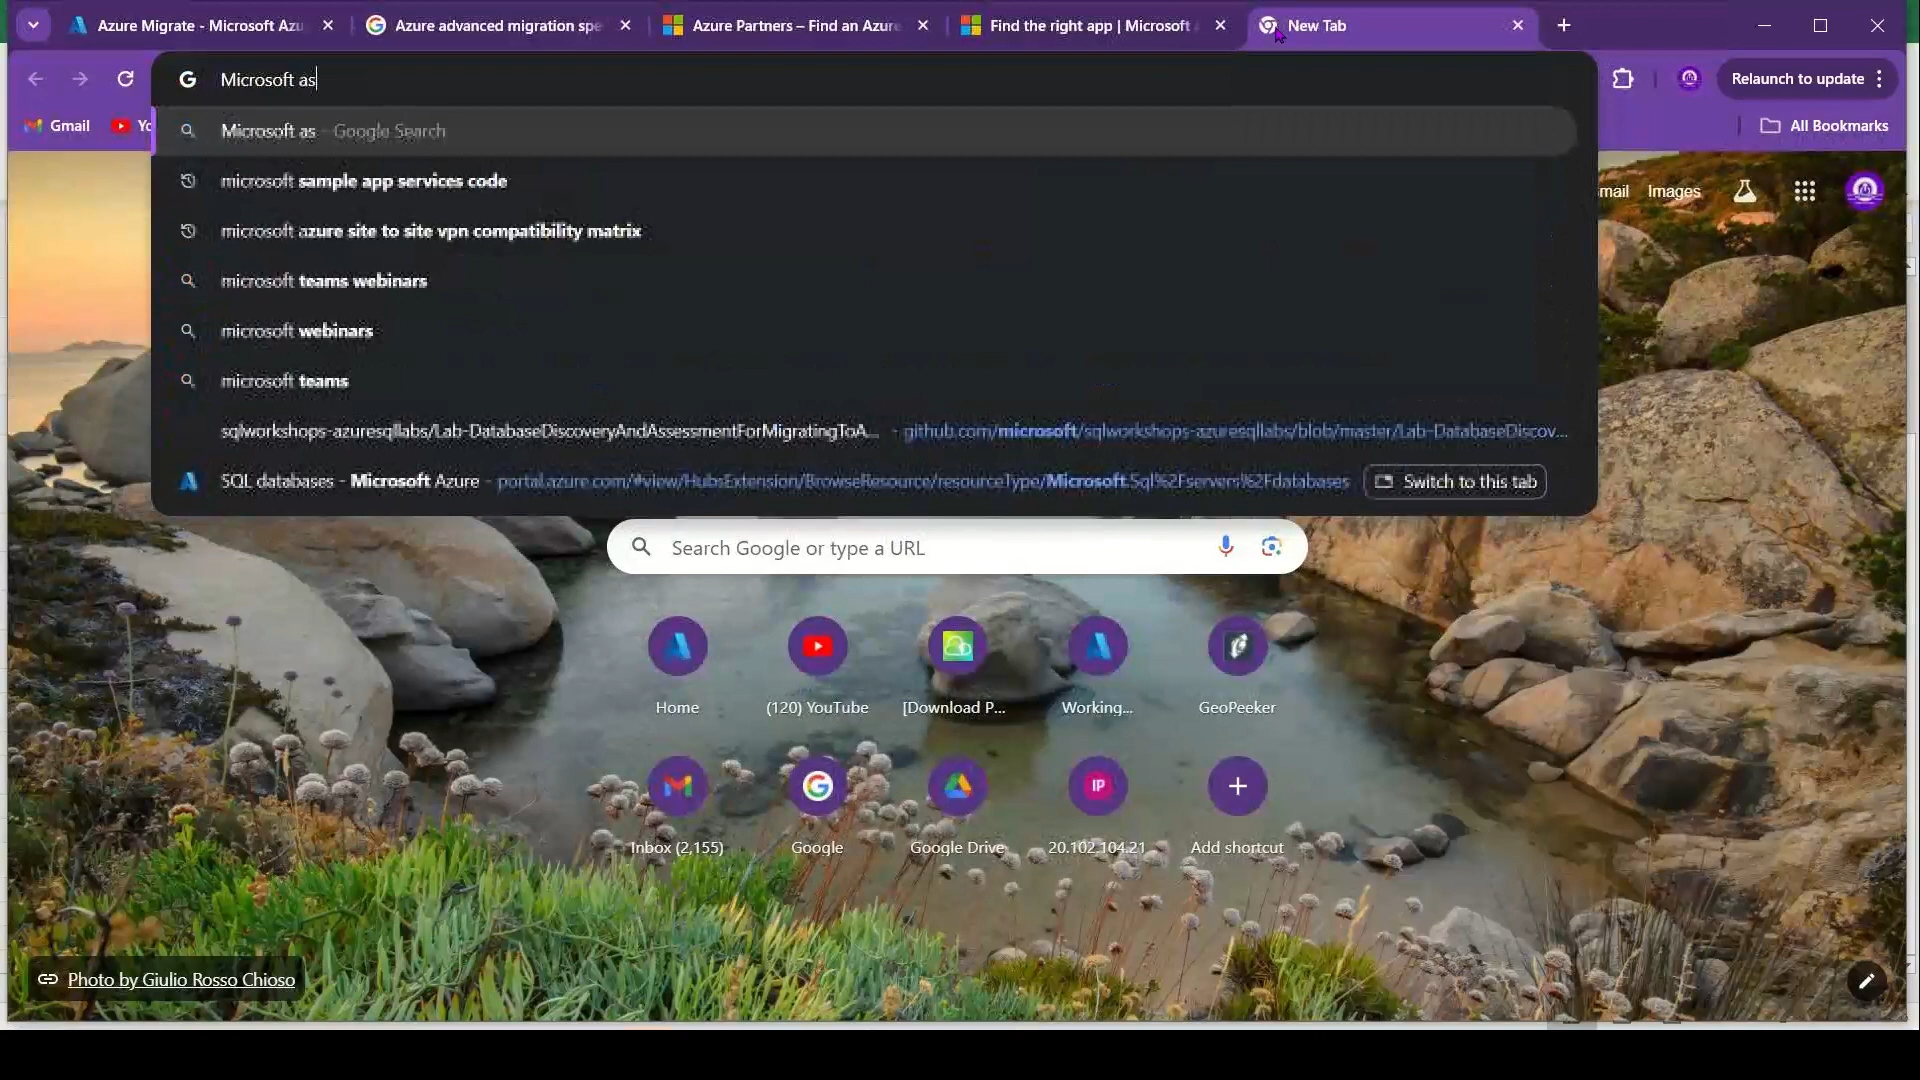 Azure Migrate - Microsoft Azu
Azure advanced migration spe
Azure Partners – Find an Azure
Find the right app | Microsoft A
New Tab
Microsoft as
Relaunch to update
Gmail
Yo
All Bookmarks
Microsoft as - Google Search
microsoft sample app services code
microsoft azure site to site vpn compatibility matrix
microsoft teams webinars
microsoft webinars
microsoft teams
sqlworkshops-azuresqllabs/Lab-DatabaseDiscoveryAndAssessmentForMigratingToA... - github.com/microsoft/sqlworkshops-azuresqllabs/blob/master/Lab-DatabaseDiscov...
SQL databases - Microsoft Azure - portal.azure.com/#view/HubsExtension/BrowseResource/resourceType/Microsoft.Sql%2Fservers%2Fdatabases Switch to this tab
mail
Images
Search Google or type a URL
Home
(120) YouTube
[Download P...
Working...
GeoPeeker
IP
Inbox (2,155)
Google
Google Drive
20.102.104.21
Add shortcut
Photo by Giulio Rosso Chioso